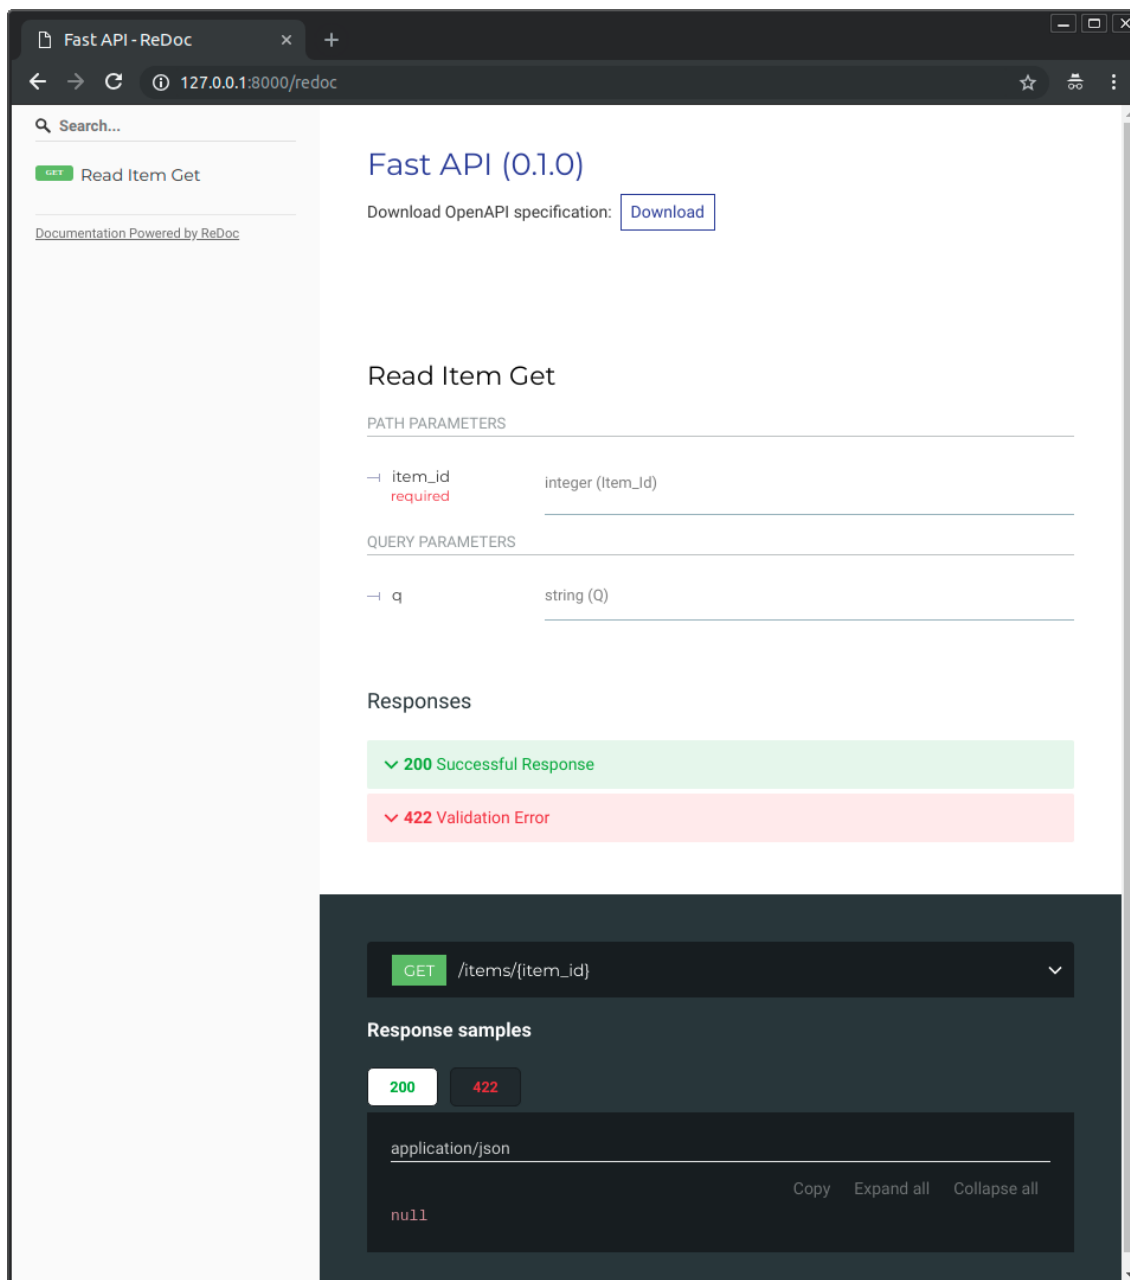 Fast API - ReDoc
127.0.0.1:8000/redoc
Search...
GET Read Item Get
Documentation Powered by ReDoc
Fast API (0.1.0)
Download OpenAPI specification: Download
Read Item Get
PATH PARAMETERS
item_id
required
integer (Item_Id)
QUERY PARAMETERS
q string (Q)
Responses
200 Successful Response
422 Validation Error
GET /items/{item_id}
Response samples
200 422
application/json
Copy Expand all Collapse all
null